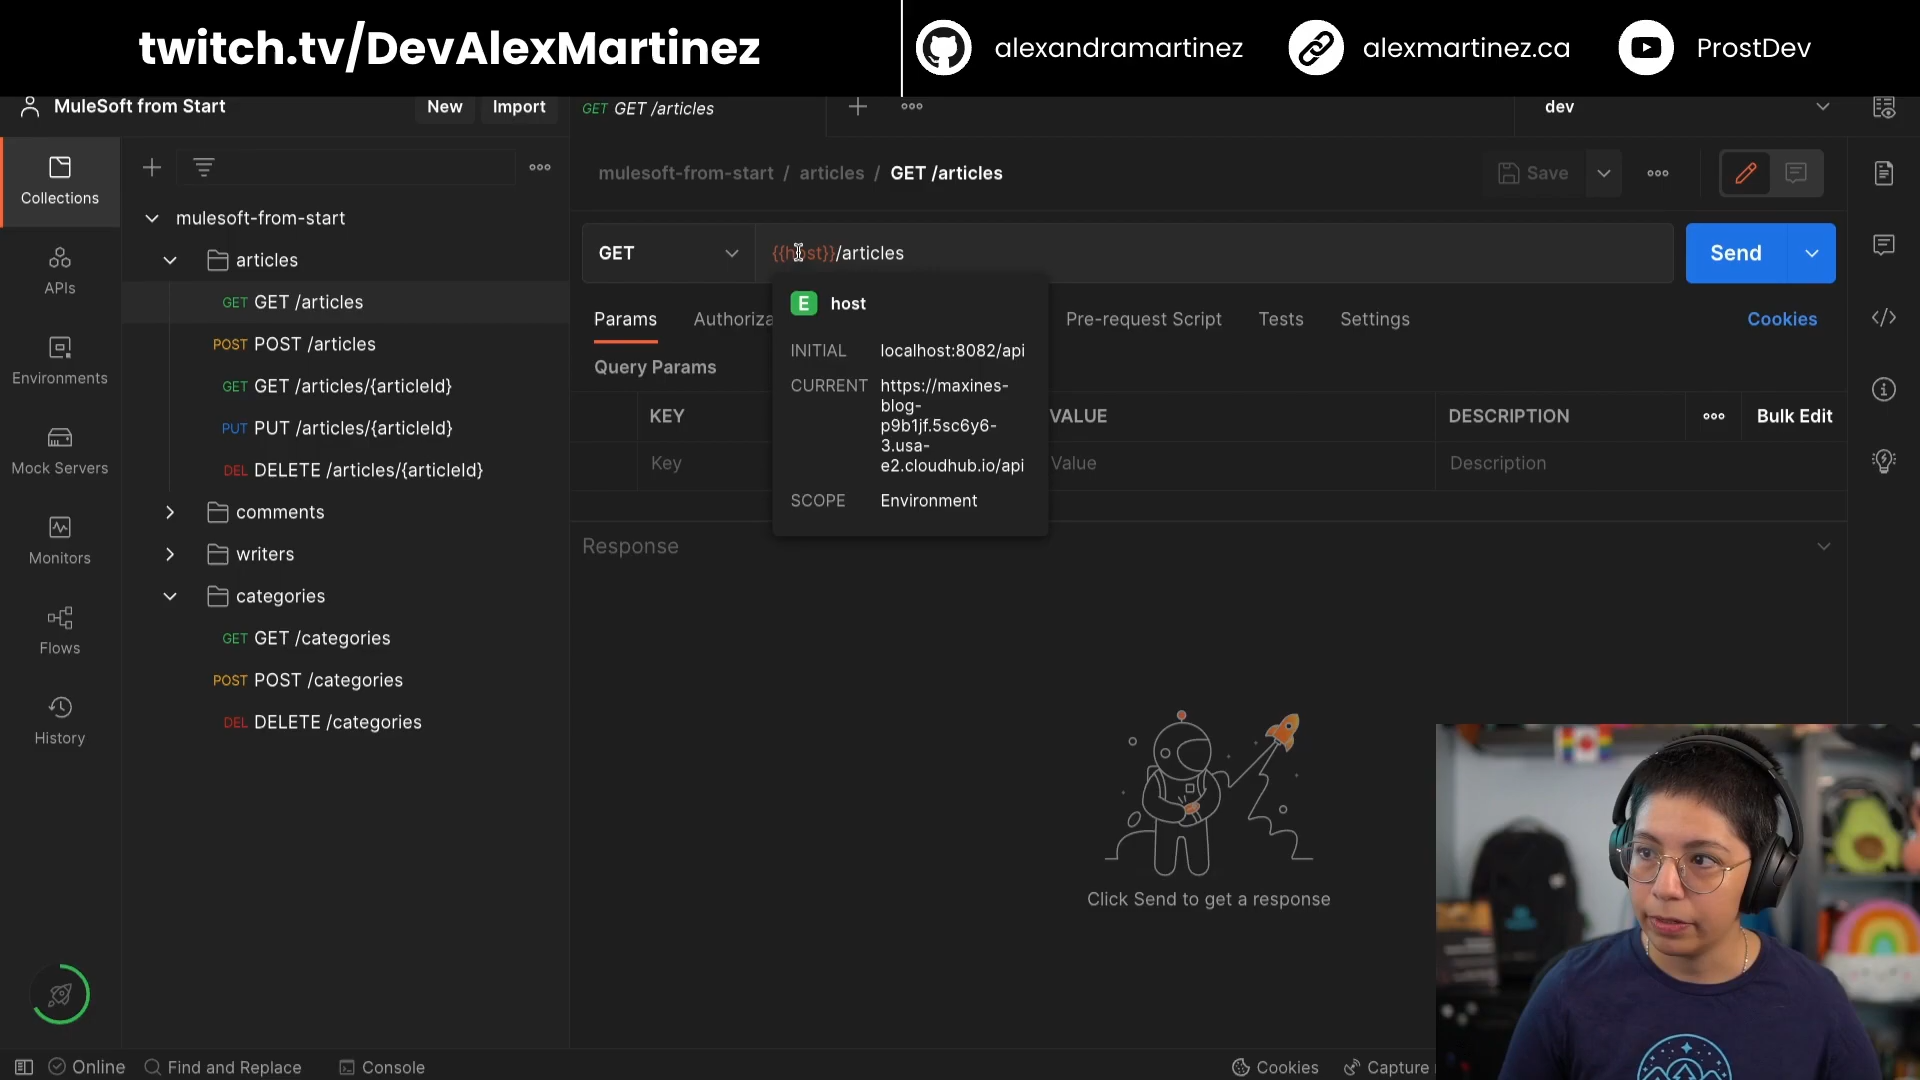 twitch.tv/DevAlexMartinez
alexandramartinez
alexmartinez.ca
ProstDev
MuleSoft from Start
New
Import
GET GET /articles
dev
Collections
APIs
Environments
Mock Servers
Monitors
Flows
History
mulesoft-from-start
articles
GET GET /articles
POST POST /articles
GET GET /articles/{articleId}
PUT PUT /articles/{articleId}
DEL DELETE /articles/{articleId}
comments
writers
categories
GET GET /categories
POST POST /categories
DEL DELETE /categories
mulesoft-from-start / articles / GET /articles
Save
GET
{{host}}/articles
Send
Params
Authoriza
Pre-request Script
Tests
Settings
Cookies
Query Params
KEY
VALUE
DESCRIPTION
Bulk Edit
Key
Value
Description
E host
INITIAL localhost:8082/api
CURRENT https://maxines-
blog-
p9b1jf.5sc6y6-
3.usa-
e2.cloudhub.io/api
SCOPE Environment
Response
Click Send to get a response
Online
Find and Replace
Console
Cookies
Capture